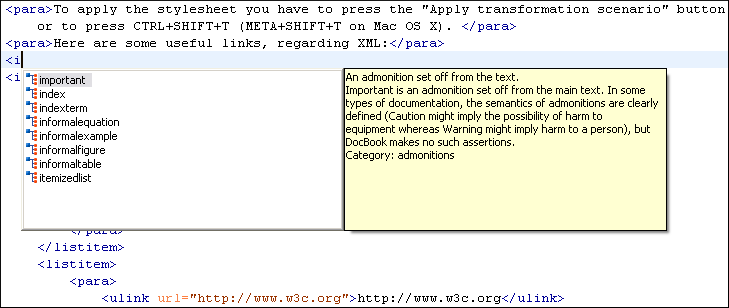 <para>To apply the stylesheet you have to press the "Apply transformation scenario" button
or to press CTRL+SHIFT+T (META+SHIFT+T on Mac OS X). </para>
<para>Here are some useful links, regarding XML:</para>
<i
<i
important
index
indexterm
informalequation
informalexample
informalfigure
informaltable
itemizedlist
An admonition set off from the text.
Important is an admonition set off from the main text. In some
types of documentation, the semantics of admonitions are clearly
defined (Caution might imply the possibility of harm to
equipment whereas Warning might imply harm to a person), but
DocBook makes no such assertions.
Category: admonitions
</para>
</listitem>
<listitem>
<para>
<ulink url="http://www.w3c.org">http://www.w3c.org</ulink>